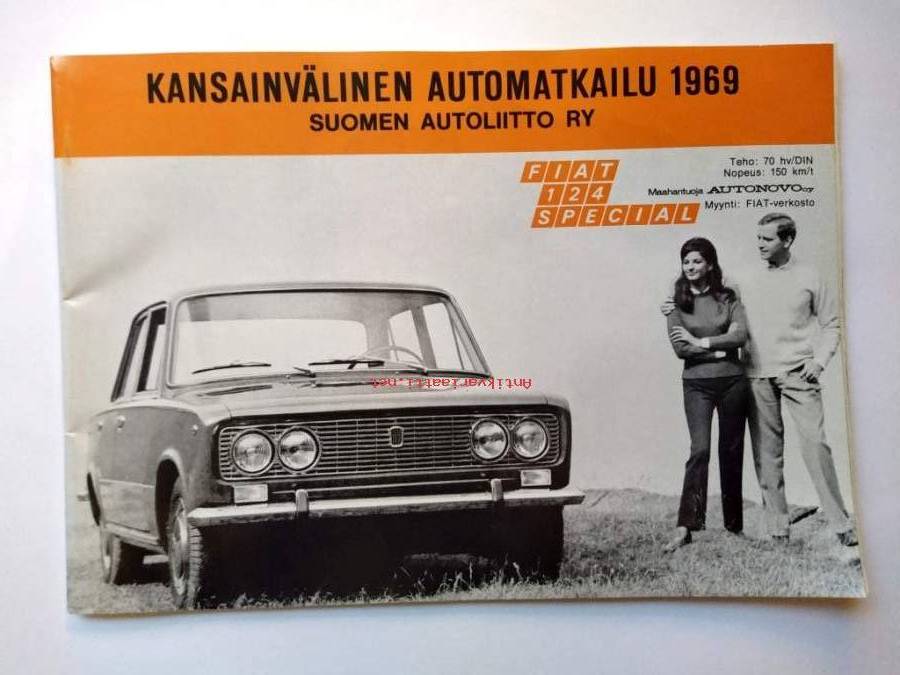 KANSAINVÄLINEN AUTOMATKAILU 1969
SUOMEN AUTOLIITTO RY
FIAT
124
SPECIAL
Teho: 70 hv/DIN
Nopeus: 150 km/t
Maahantuoja AUTONOVO oy
Myynti: FIAT-verkosto
Antikvariaatti.net